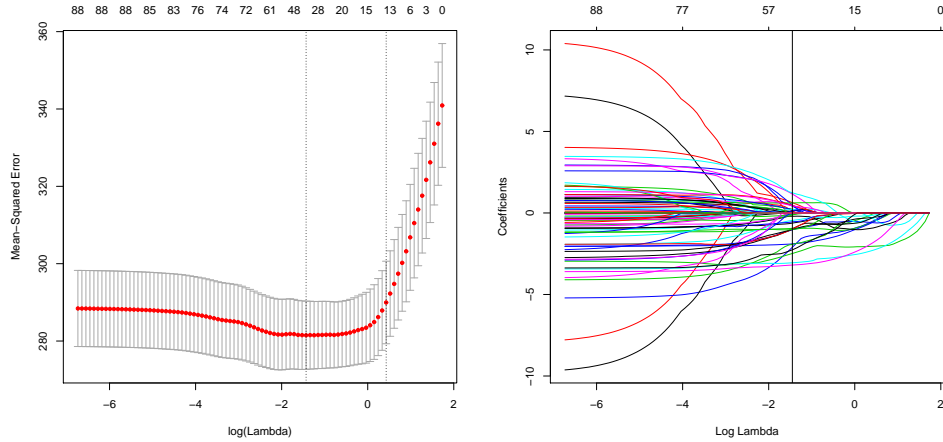 88 88 88 85 83 76 74 72 61 48 28 20 15 13 6 3 0
360
340
320
300
280
Mean−Squared Error
−6 −4 −2 0 2
log(Lambda)
88 77 57 15 0
10
5
0
−5
−10
Coefficients
−6 −4 −2 0 2
Log Lambda